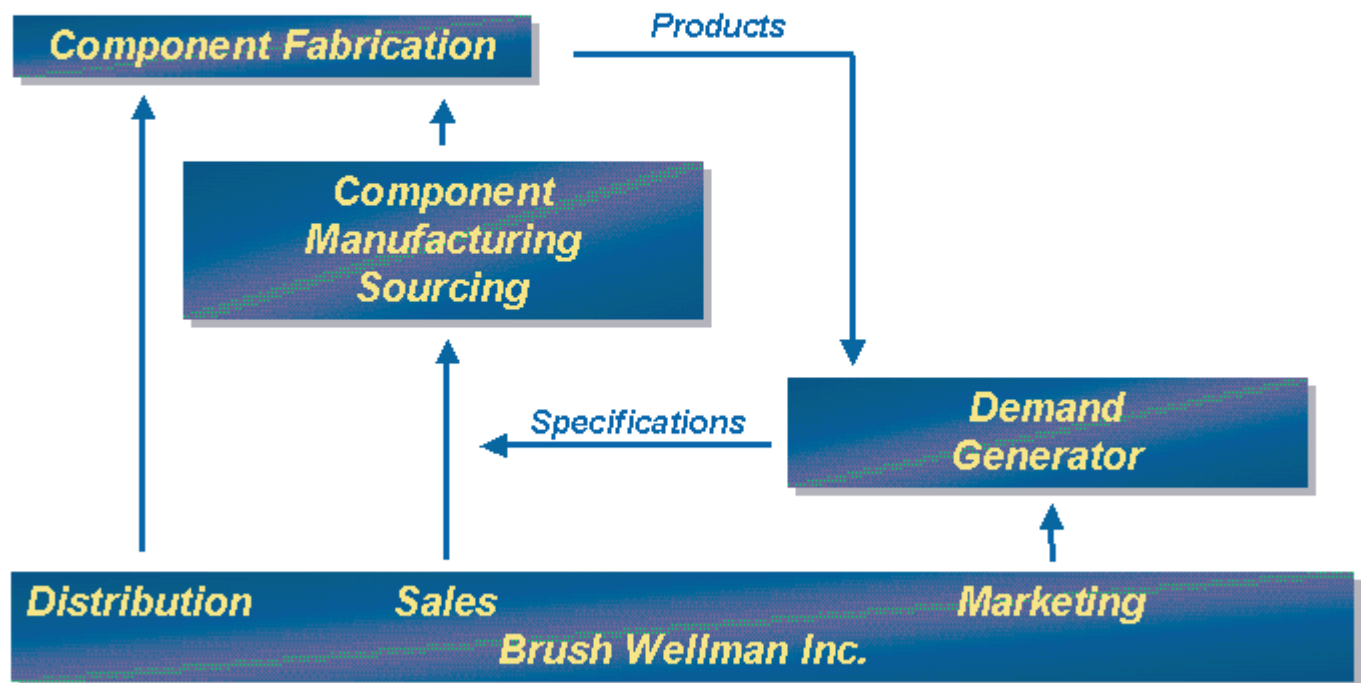 Component Fabrication
Products
Component
Manufacturing
Sourcing
Specifications
Demand
Generator
Distribution Sales Marketing
Brush Wellman Inc.